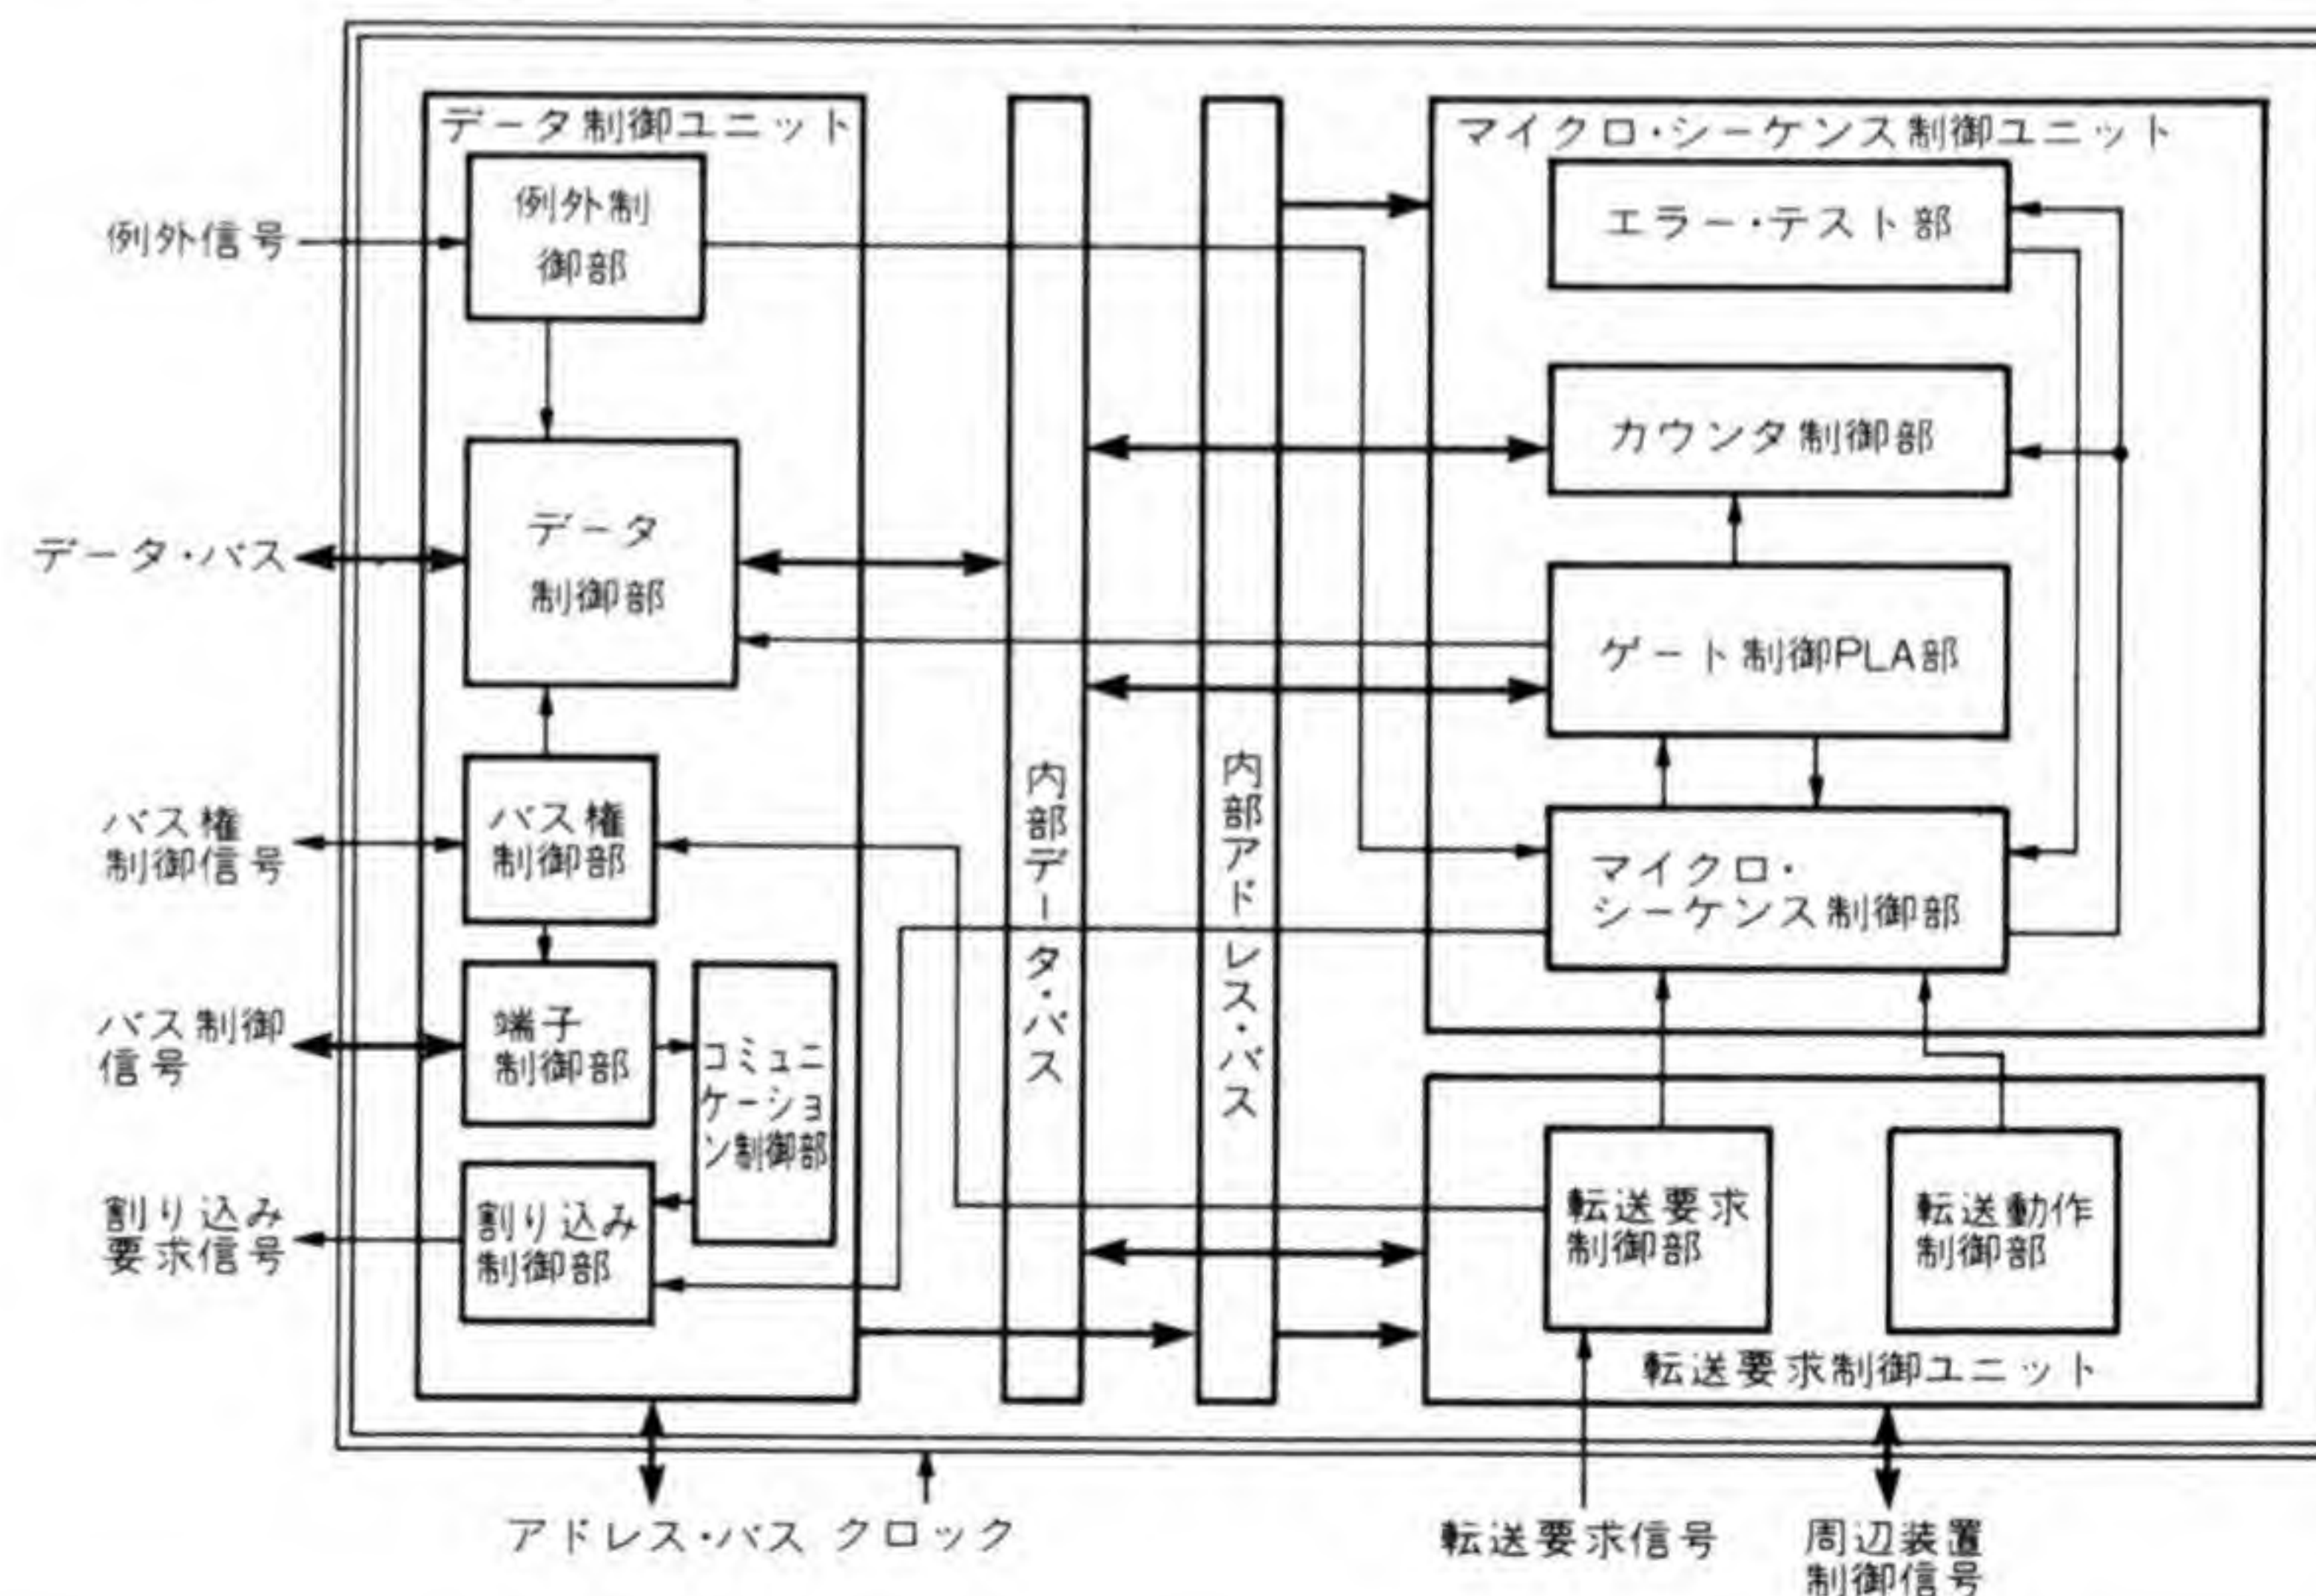 データ制御ユニット
例外制
御部
例外信号
データ
制御部
データ・バス
バス権
制御部
バス権
制御信号
端子
制御部
バス制御
信号
コミュニ
ケーショ
ン制御部
割り込み
制御部
割り込み
要求信号
内部データ・バス
内部アドレス・バス
マイクロ・シーケンス制御ユニット
エラー・テスト部
カウンタ制御部
ゲート制御PLA部
マイクロ・
シーケンス制御部
転送要求
制御部
転送動作
制御部
転送要求制御ユニット
アドレス・バス
クロック
転送要求信号
周辺装置
制御信号